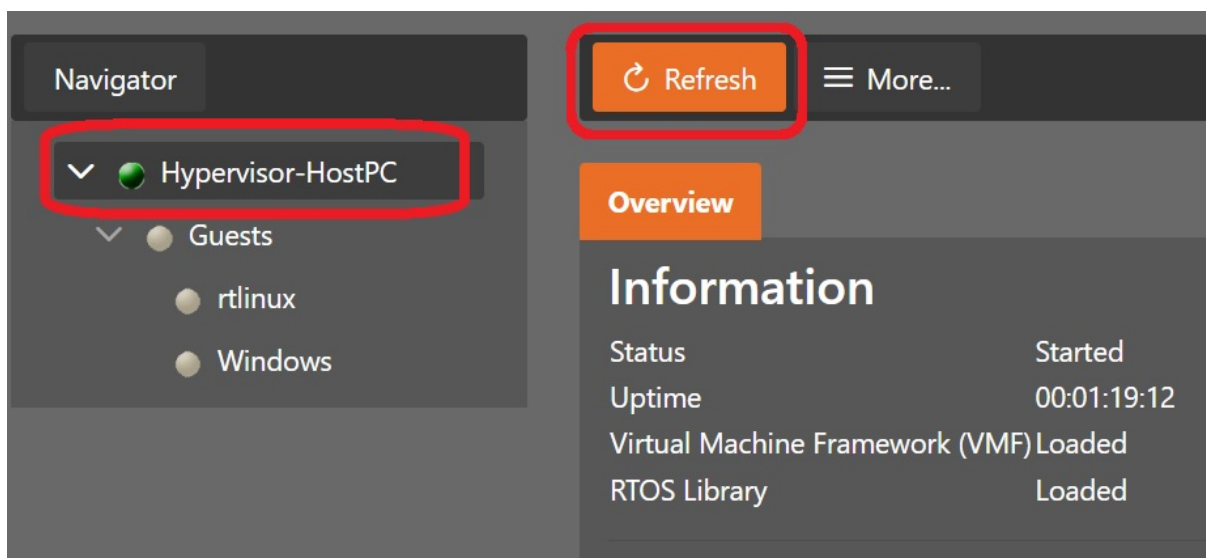 Navigator
Hypervisor-HostPC
Guests
rtlinux
Windows
Refresh
More...
Overview
Information
Status Started
Uptime 00:01:19:12
Virtual Machine Framework (VMF) Loaded
RTOS Library Loaded